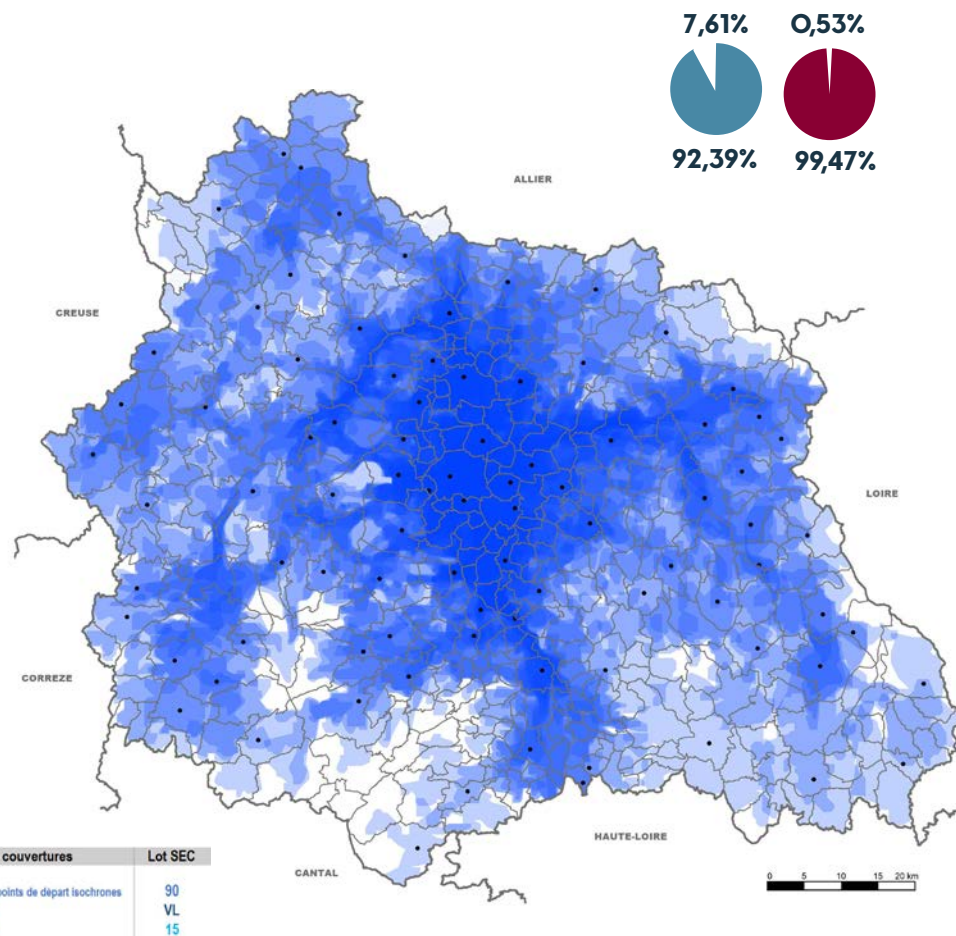 7,61% 0,53%
92,39% 99,47%
ALLIER
CREUSE
LOIRE
CORREZE
HAUTE-LOIRE
CANTAL
couvertures Lot SEC
points de départ isochrones 90
VL
15
0 5 10 15 20 km